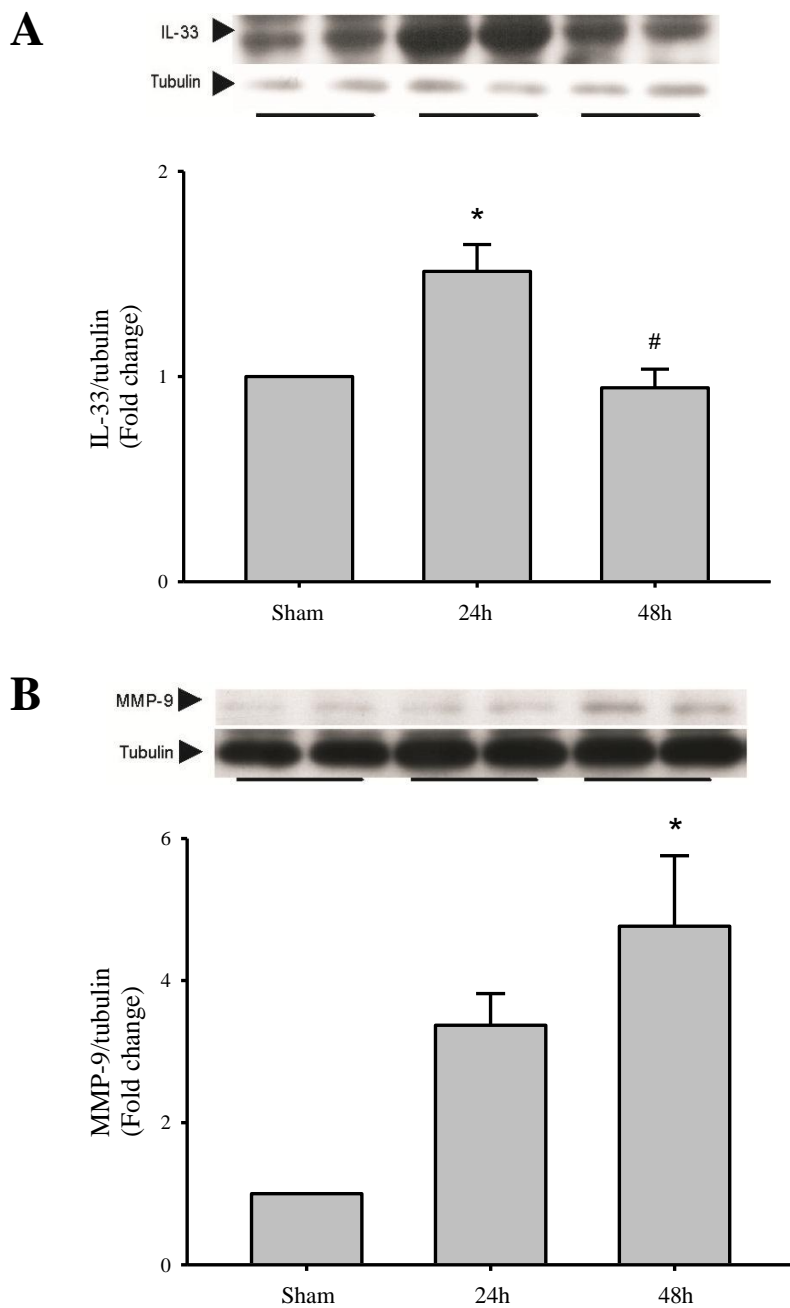 A
IL-33
Tubulin
2
*
#
1
0
IL-33/tubulin
(Fold change)
Sham 24h 48h
B
MMP-9
Tubulin
6
*
4
2
0
MMP-9/tubulin
(Fold change)
Sham 24h 48h